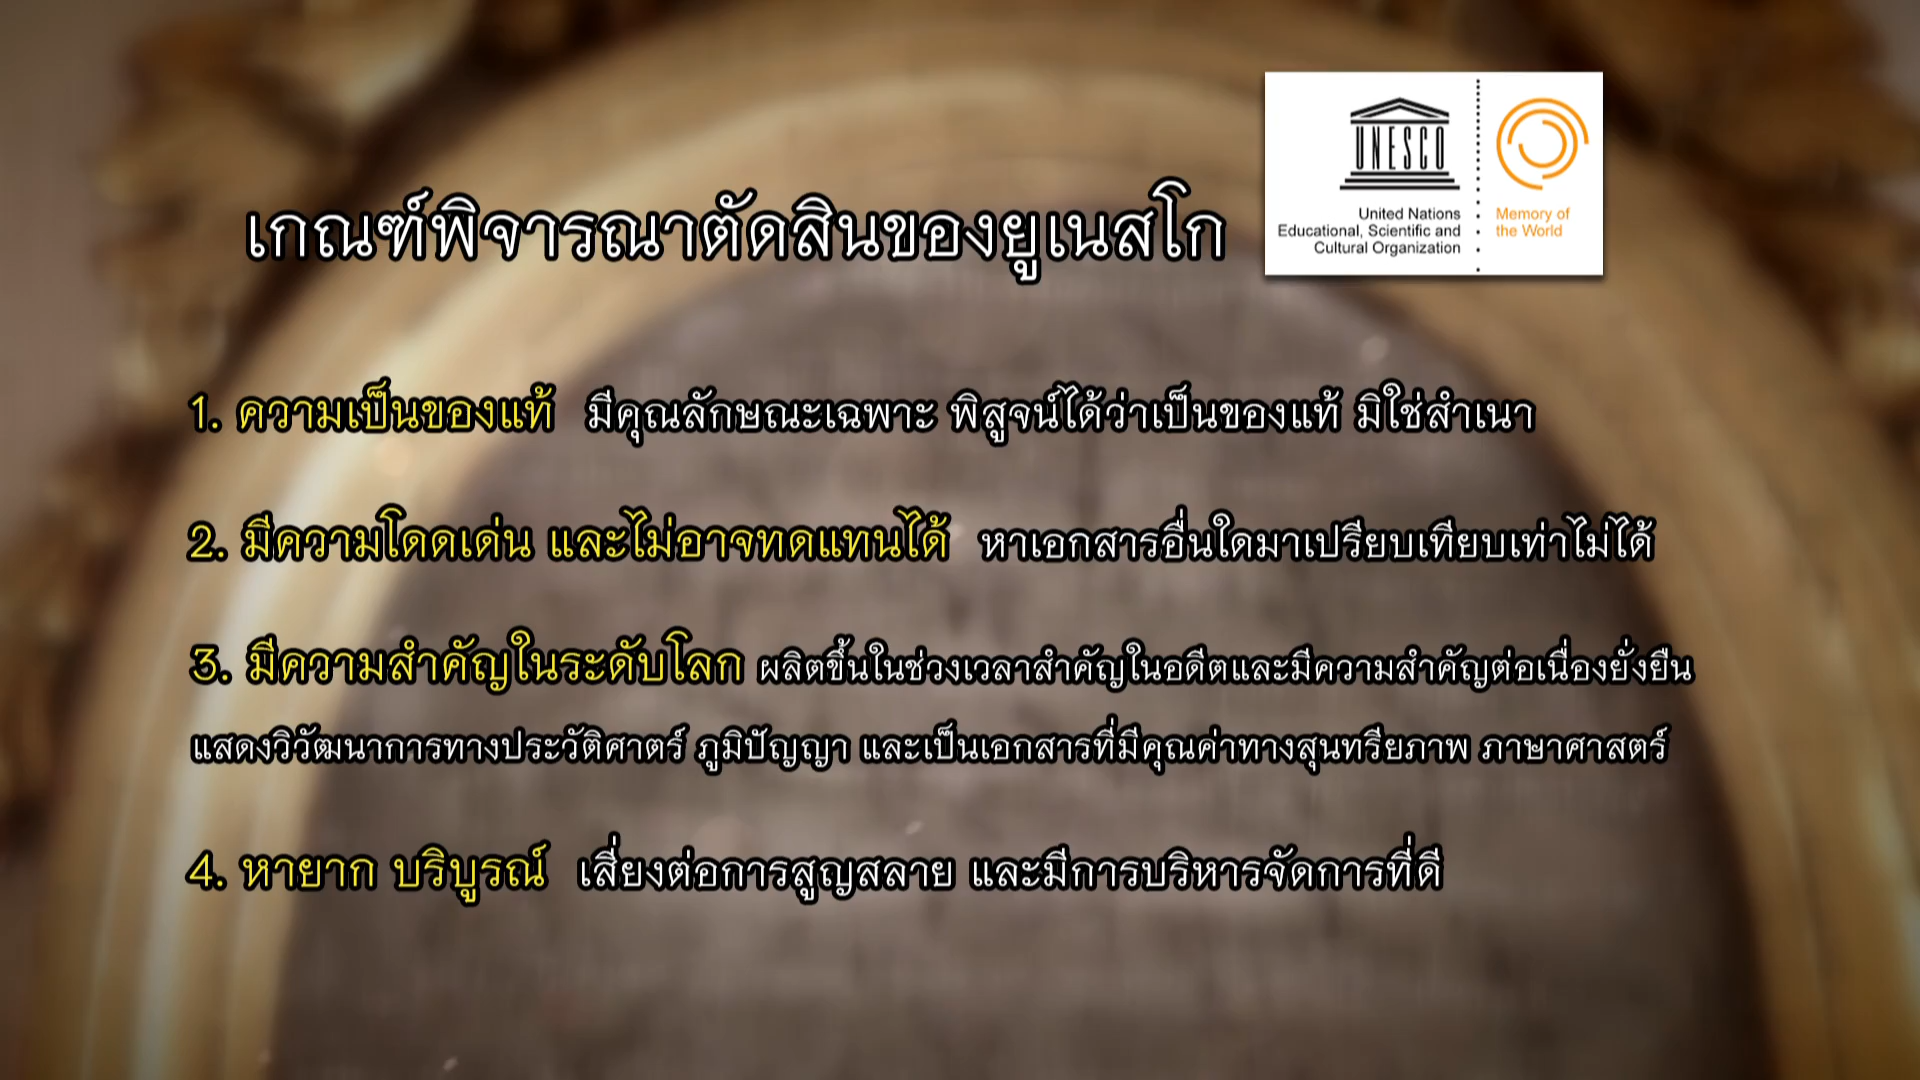 UNESCO
United Nations
Educational, Scientific and
Cultural Organization
Memory of
the World
เกณฑ์พิจารณาตัดสินของยูเนสโก
1. ความเป็นของแท้ มีคุณลักษณะเฉพาะ พิสูจน์ได้ว่าเป็นของแท้ มิใช่สำเนา
2. มีความโดดเด่น และไม่อาจทดแทนได้ หาเอกสารอื่นใดมาเปรียบเทียบเท่าไม่ได้
3. มีความสำคัญในระดับโลก ผลิตขึ้นในช่วงเวลาสำคัญในอดีตและมีความสำคัญต่อเนื่องยั่งยืน
แสดงวิวัฒนาการทางประวัติศาตร์ ภูมิปัญญา และเป็นเอกสารที่มีคุณค่าทางสุนทรียภาพ ภาษาศาสตร์
4. หายาก บริบูรณ์ เสี่ยงต่อการสูญสลาย และมีการบริหารจัดการที่ดี